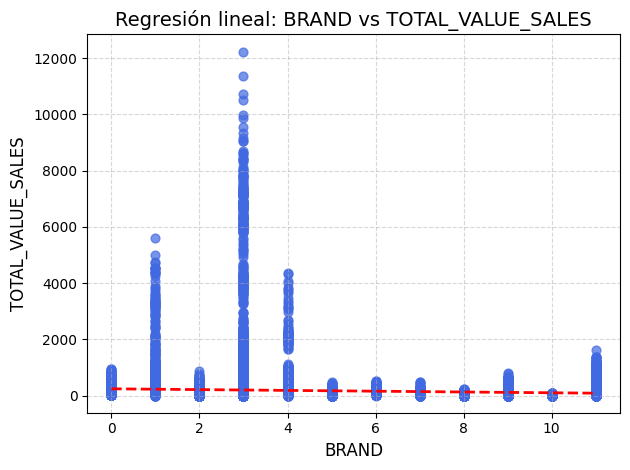 Regresión lineal: BRAND vs TOTAL_VALUE_SALES
12000
10000
8000
6000
4000
2000
0
TOTAL_VALUE_SALES
0 2 4 6 8 10
BRAND